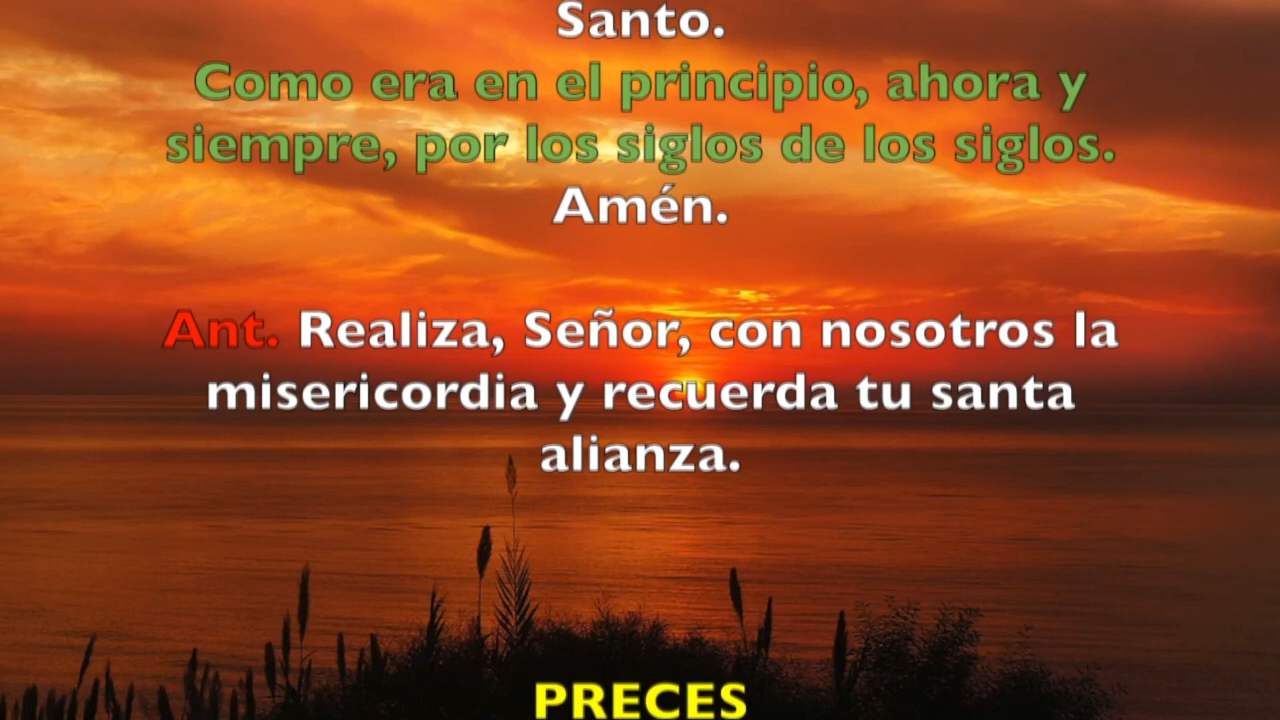 Santo.
Como era en el principio, ahora y
siempre, por los siglos de los siglos.
Amén.
Ant. Realiza, Señor, con nosotros la
misericordia y recuerda tu santa
alianza.
PRECES